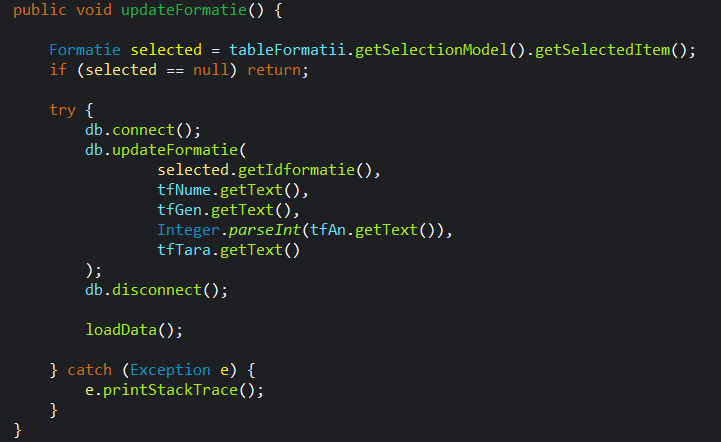 public void updateFormatie() {
Formatie selected = tableFormatii.getSelectionModel().getSelectedItem();
if (selected == null) return;
try {
db.connect();
db.updateFormatie(
selected.getIdformatie(),
tfNume.getText(),
tfGen.getText(),
Integer.parseInt(tfAn.getText()),
tfTara.getText()
);
db.disconnect();
loadData();
} catch (Exception e) {
e.printStackTrace();
}
}